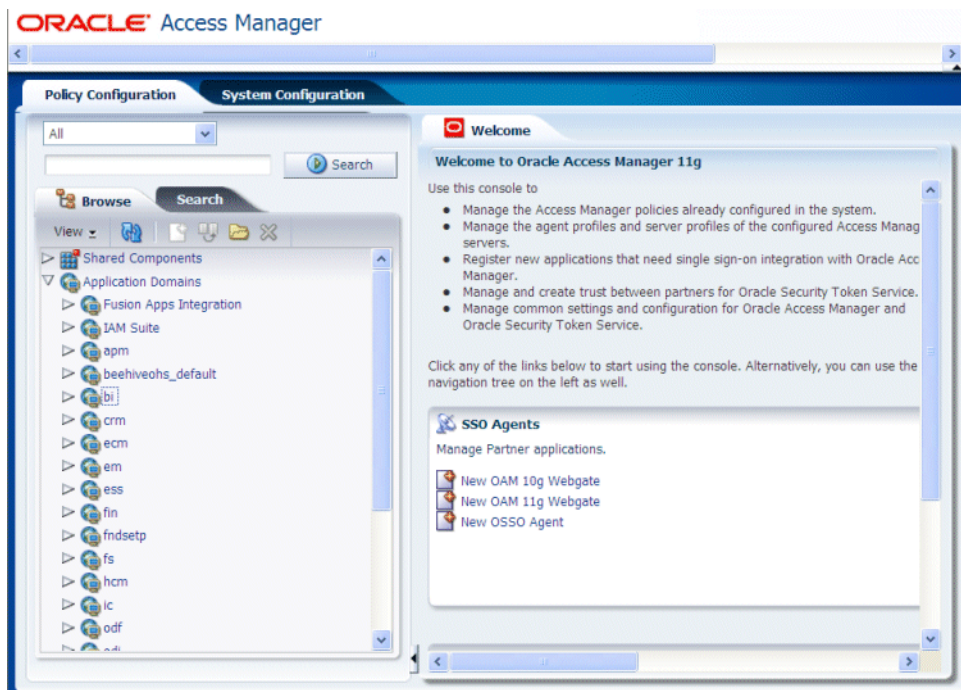 ORACLE Access Manager
Policy Configuration
System Configuration
All
Search
Browse
Search
View
Shared Components
Application Domains
Fusion Apps Integration
IAM Suite
apm
beehiveohs_default
bi
crm
ecm
em
ess
fin
fndsetp
fs
hcm
ic
odf
Welcome
Welcome to Oracle Access Manager 11g
Use this console to
Manage the Access Manager policies already configured in the system.
Manage the agent profiles and server profiles of the configured Access Manag
servers.
Register new applications that need single sign-on integration with Oracle Acc
Manager.
Manage and create trust between partners for Oracle Security Token Service.
Manage common settings and configuration for Oracle Access Manager and
Oracle Security Token Service.
Click any of the links below to start using the console. Alternatively, you can use the
navigation tree on the left as well.
SSO Agents
Manage Partner applications.
New OAM 10g Webgate
New OAM 11g Webgate
New OSSO Agent